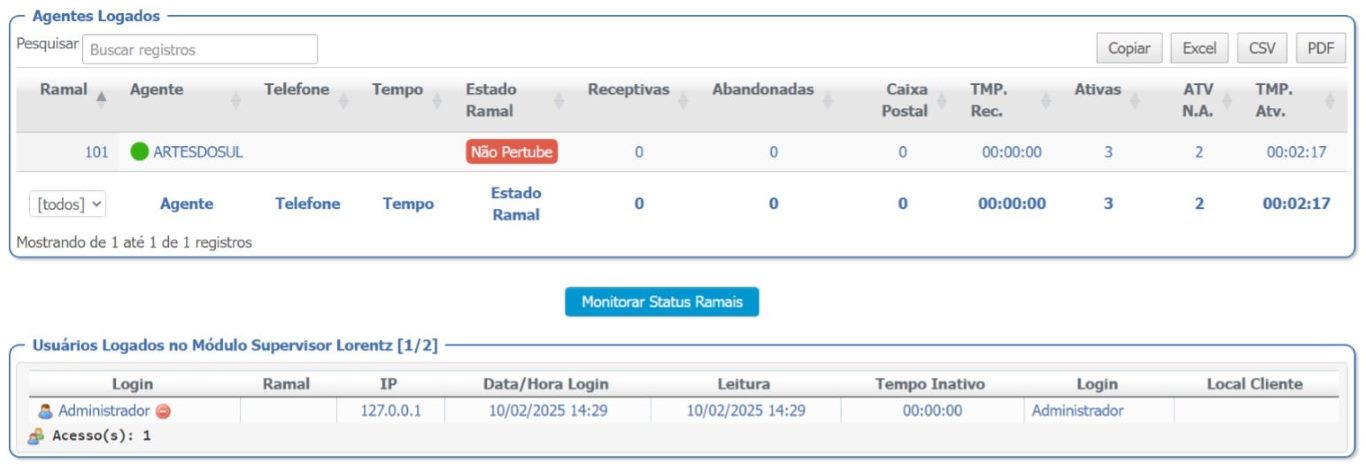 Agentes Logados
Pesquisar Buscar registros Copiar Excel CSV PDF
Ramal Agente Telefone Tempo Estado Ramal Receptivas Abandonadas Caixa Postal TMP. Rec. Ativas ATV N.A. TMP. Atv.
101 ARTESDOSUL Não Pertube 0 0 0 00:00:00 3 2 00:02:17
[todos] Agente Telefone Tempo Estado Ramal 0 0 0 00:00:00 3 2 00:02:17
Mostrando de 1 até 1 de 1 registros
Monitorar Status Ramais
Usuários Logados no Módulo Supervisor Lorentz [1/2]
Login Ramal IP Data/Hora Login Leitura Tempo Inativo Login Local Cliente
Administrador 127.0.0.1 10/02/2025 14:29 10/02/2025 14:29 00:00:00 Administrador
Acesso(s): 1